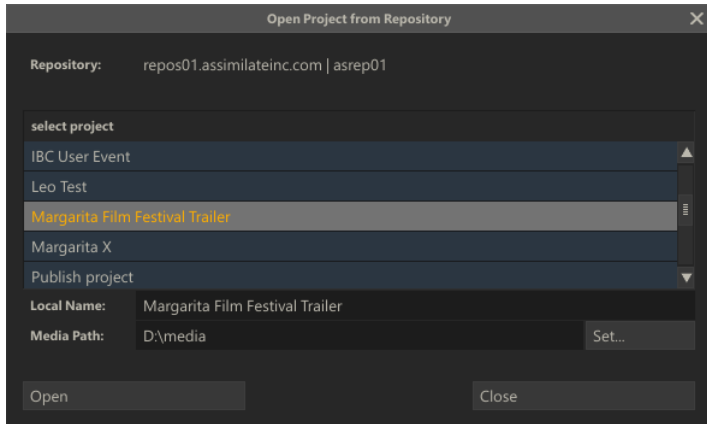 Open Project from Repository
Repository: repos01.assimilateinc.com | asrep01
select project
IBC User Event
Leo Test
Margarita Film Festival Trailer
Margarita X
Publish project
Local Name: Margarita Film Festival Trailer
Media Path: D:\media Set...
Open Close